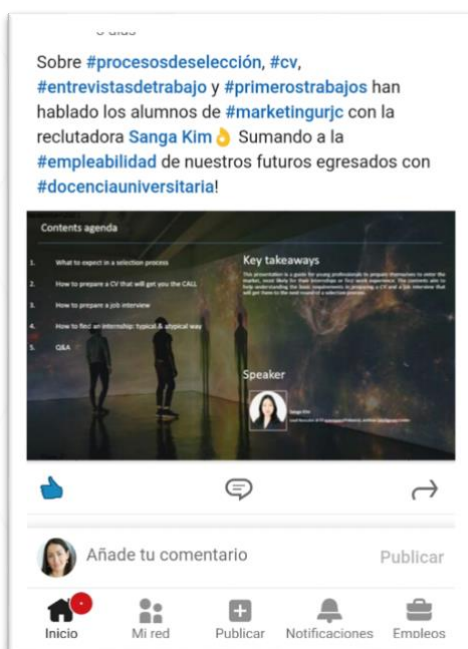 Sobre #procesosdeselección, #cv,
#entrevistasdetrabajo y #primerostrabajos han
hablado los alumnos de #marketingurjc con la
reclutadora Sanga Kim👌 Sumando a la
#empleabilidad de nuestros futuros egresados con
#docenciauniversitaria!
Contents agenda
1. What to expect in a selection process
2. How to prepare a CV that will get you the CALL
3. How to prepare a job interview
4. How to find an internship: typical & atypical way
5. Q&A
Key takeaways
This presentation is a guide for young professionals to prepare themselves to enter the
market, most likely for their internships or first work experience. The contents aim to
help understanding the basic requirements in preparing a CV and a job interview that
will get them to the next round of a selection process.
Speaker
Sanga Kim
Añade tu comentario
Publicar
Inicio
Mi red
Publicar
Notificaciones
Empleos